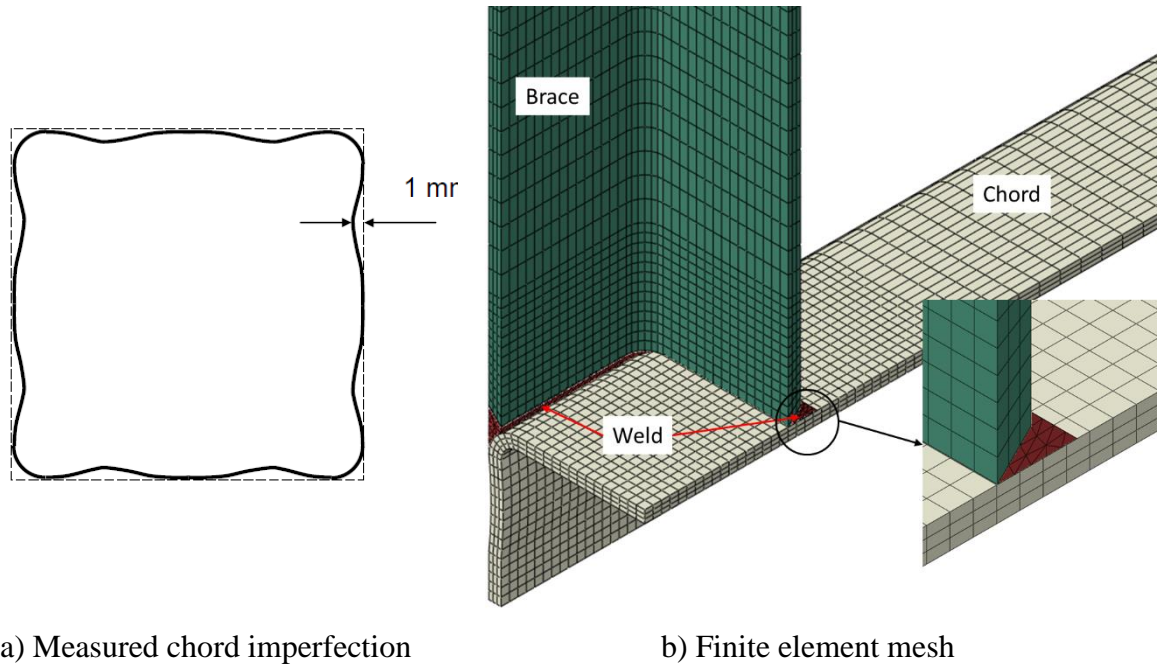 Brace
1 mr
Chord
Weld
a) Measured chord imperfection
b) Finite element mesh